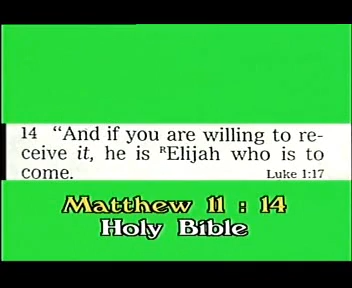 14 “And if you are willing to re-
ceive it, he is ᴿElijah who is to
come. Luke 1:17
Matthew 11 : 14
Holy Bible